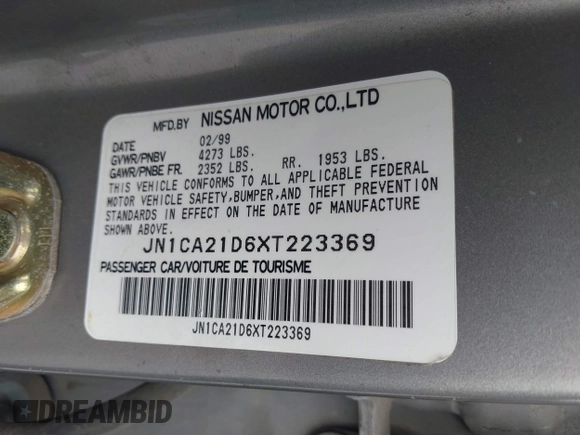 MFD.BY NISSAN MOTOR CO.,LTD
DATE 02/99
GVWR/PNBV 4273 LBS.
GAWR/PNBE FR. 2352 LBS. RR. 1953 LBS.
THIS VEHICLE CONFORMS TO ALL APPLICABLE FEDERAL
MOTOR VEHICLE SAFETY,BUMPER,AND THEFT PREVENTION
STANDARDS IN EFFECT ON THE DATE OF MANUFACTURE
SHOWN ABOVE.
JN1CA21D6XT223369
PASSENGER CAR/VOITURE DE TOURISME
JN1CA21D6XT223369
DREAMBID